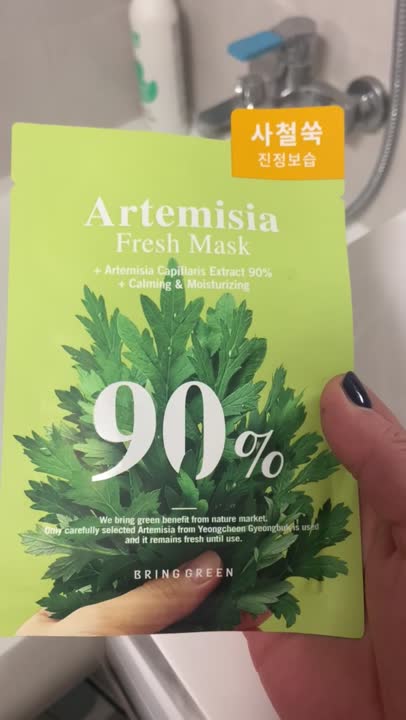 사철쑥
진정보습
Artemisia
Fresh Mask
+ Artemisia Capillaris Extract 90%
+ Calming & Moisturizing
90%
We bring green benefit from nature market.
Only carefully selected Artemisia from Yeongcheon Gyeongbuk is used
and it remains fresh until use.
BRING GREEN